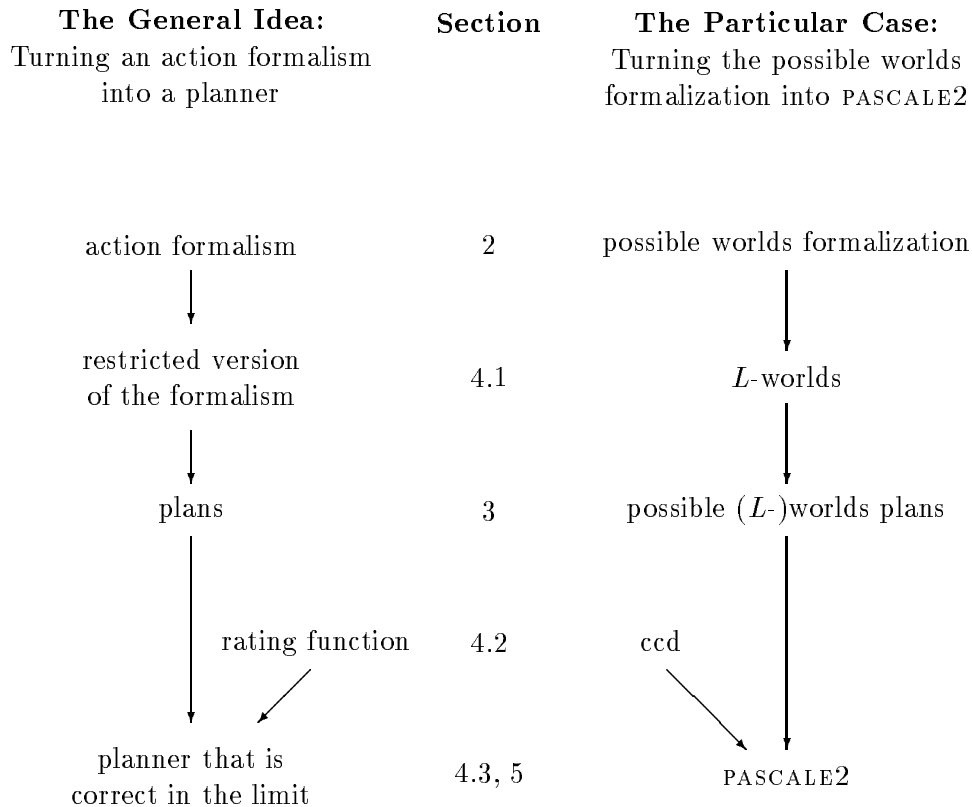 The General Idea:
Turning an action formalism
into a planner
Section
The Particular Case:
Turning the possible worlds
formalization into PASCALE2
action formalism
2
possible worlds formalization
restricted version
of the formalism
4.1
L-worlds
plans
3
possible (L-)worlds plans
rating function
4.2
ccd
planner that is
correct in the limit
4.3, 5
PASCALE2